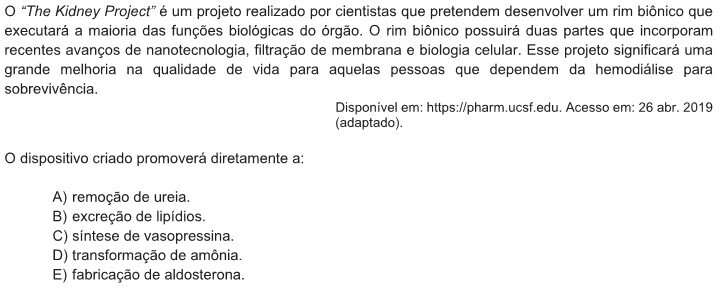 O “The Kidney Project” é um projeto realizado por cientistas que pretendem desenvolver um rim biônico que
executará a maioria das funções biológicas do órgão. O rim biônico possuirá duas partes que incorporam
recentes avanços de nanotecnologia, filtração de membrana e biologia celular. Esse projeto significará uma
grande melhoria na qualidade de vida para aquelas pessoas que dependem da hemodiálise para
sobrevivência.
Disponível em: https://pharm.ucsf.edu. Acesso em: 26 abr. 2019
(adaptado).
O dispositivo criado promoverá diretamente a:
A) remoção de ureia.
B) excreção de lipídios.
C) síntese de vasopressina.
D) transformação de amônia.
E) fabricação de aldosterona.